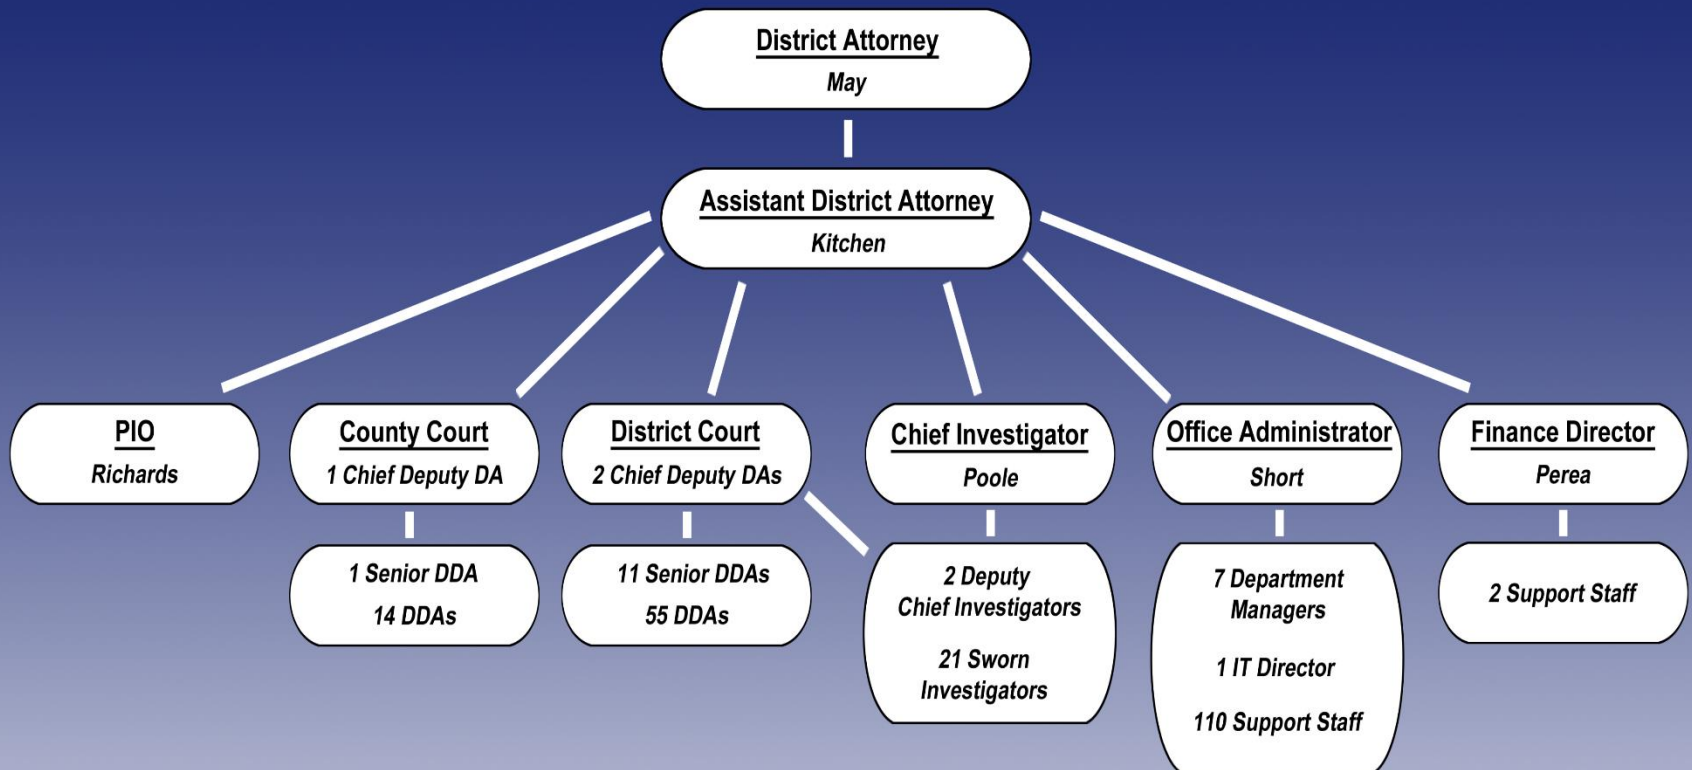 District Attorney
May
Assistant District Attorney
Kitchen
PIO
Richards
County Court
1 Chief Deputy DA
District Court
2 Chief Deputy DAs
Chief Investigator
Poole
Office Administrator
Short
Finance Director
Perea
1 Senior DDA
14 DDAs
11 Senior DDAs
55 DDAs
2 Deputy
Chief Investigators
21 Sworn
Investigators
7 Department
Managers
1 IT Director
110 Support Staff
2 Support Staff